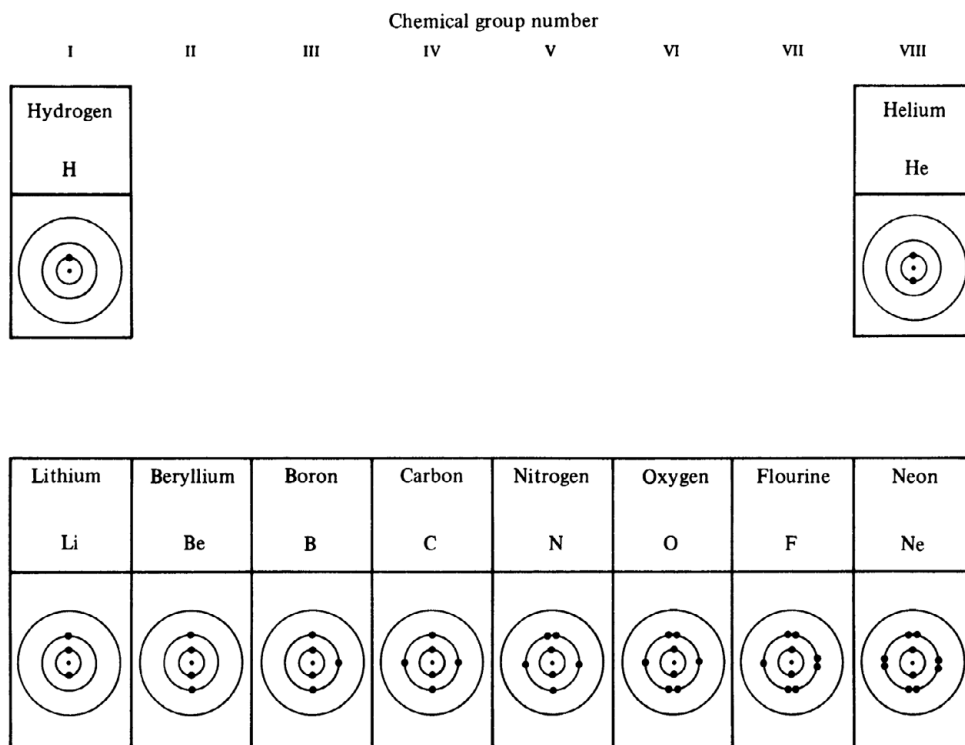 Chemical group number
I II III IV V VI VII VIII
Hydrogen Helium
H He
Lithium Beryllium Boron Carbon Nitrogen Oxygen Flourine Neon
Li Be B C N O F Ne